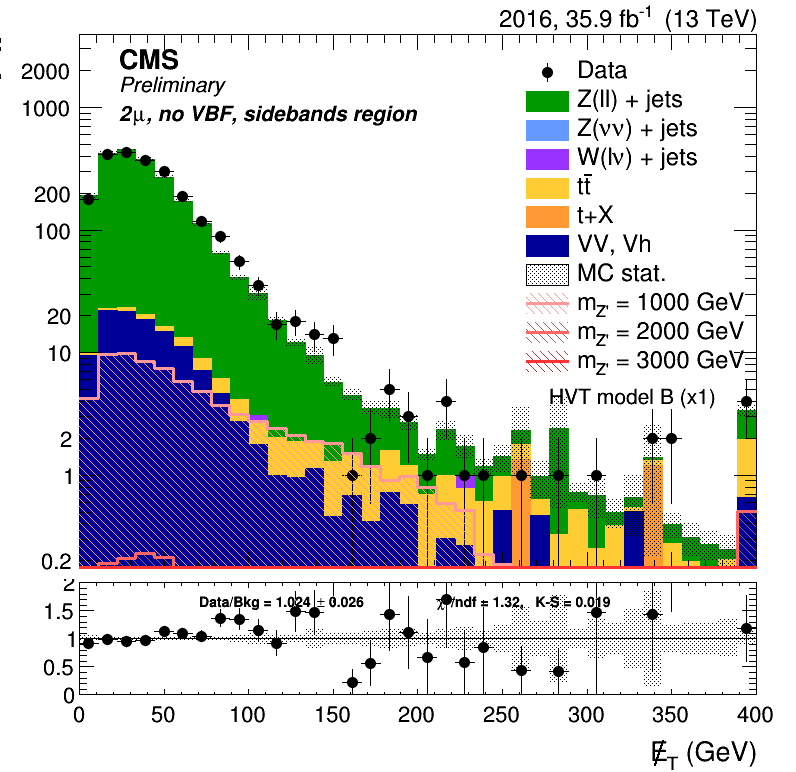 2016, 35.9 fb⁻¹ (13 TeV)
CMS
Preliminary
2μ, no VBF, sidebands region
Data
Z(ll) + jets
Z(νν) + jets
W(lν) + jets
tt̄
t+X
VV, Vh
MC stat.
m_Z' = 1000 GeV
m_Z' = 2000 GeV
m_Z' = 3000 GeV
HVT model B (x1)
2000
1000
200
100
20
10
2
1
0.2
Data/Bkg = 1.024 ± 0.026
χ²/ndf = 1.32, K-S = 0.019
2
1.5
1
0.5
0
0 50 100 150 200 250 300 350 400
E̸_T (GeV)